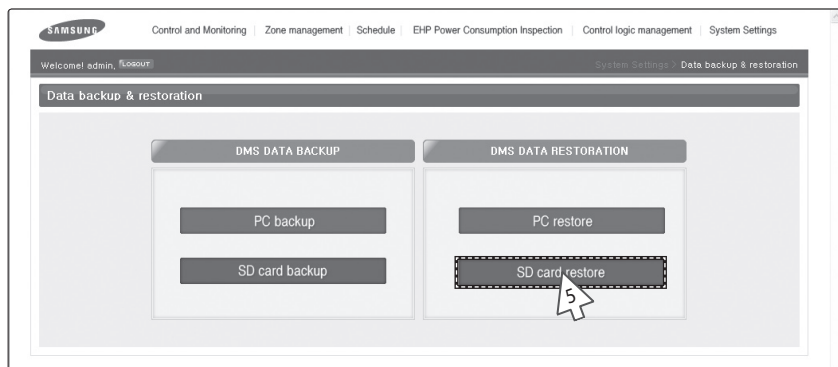 SAMSUNG
Control and Monitoring Zone management Schedule EHP Power Consumption Inspection Control logic management System Settings
Welcome! admin, LOGOUT System Settings > Data backup & restoration
Data backup & restoration
DMS DATA BACKUP DMS DATA RESTORATION
PC backup PC restore
SD card backup SD card restore
5